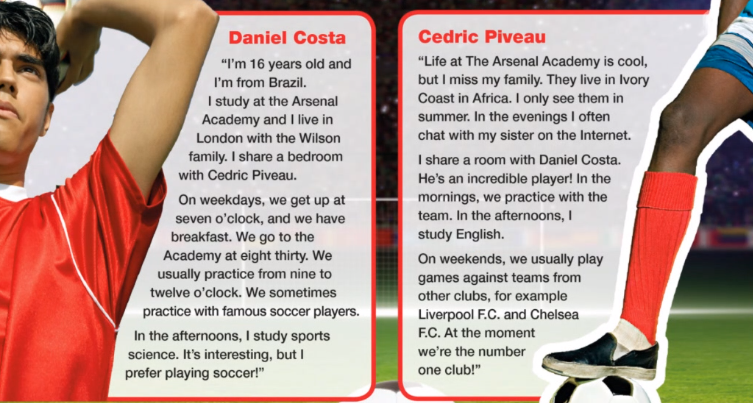 Daniel Costa
"I'm 16 years old and
I'm from Brazil.
I study at the Arsenal
Academy and I live in
London with the Wilson
family. I share a bedroom
with Cedric Piveau.
On weekdays, we get up at
seven o'clock, and we have
breakfast. We go to the
Academy at eight thirty. We
usually practice from nine to
twelve o'clock. We sometimes
practice with famous soccer players.
In the afternoons, I study sports
science. It's interesting, but I
prefer playing soccer!"
Cedric Piveau
"Life at The Arsenal Academy is cool,
but I miss my family. They live in Ivory
Coast in Africa. I only see them in
summer. In the evenings I often
chat with my sister on the Internet.
I share a room with Daniel Costa.
He's an incredible player! In the
mornings, we practice with the
team. In the afternoons, I
study English.
On weekends, we usually play
games against teams from
other clubs, for example
Liverpool F.C. and Chelsea
F.C. At the moment
we're the number
one club!"